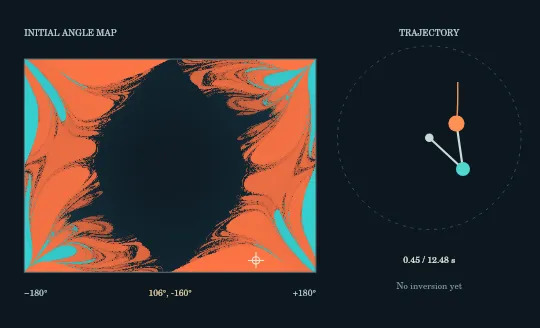 INITIAL ANGLE MAP
TRAJECTORY
0.45 / 12.48 s
No inversion yet
−180°
106°, -160°
+180°